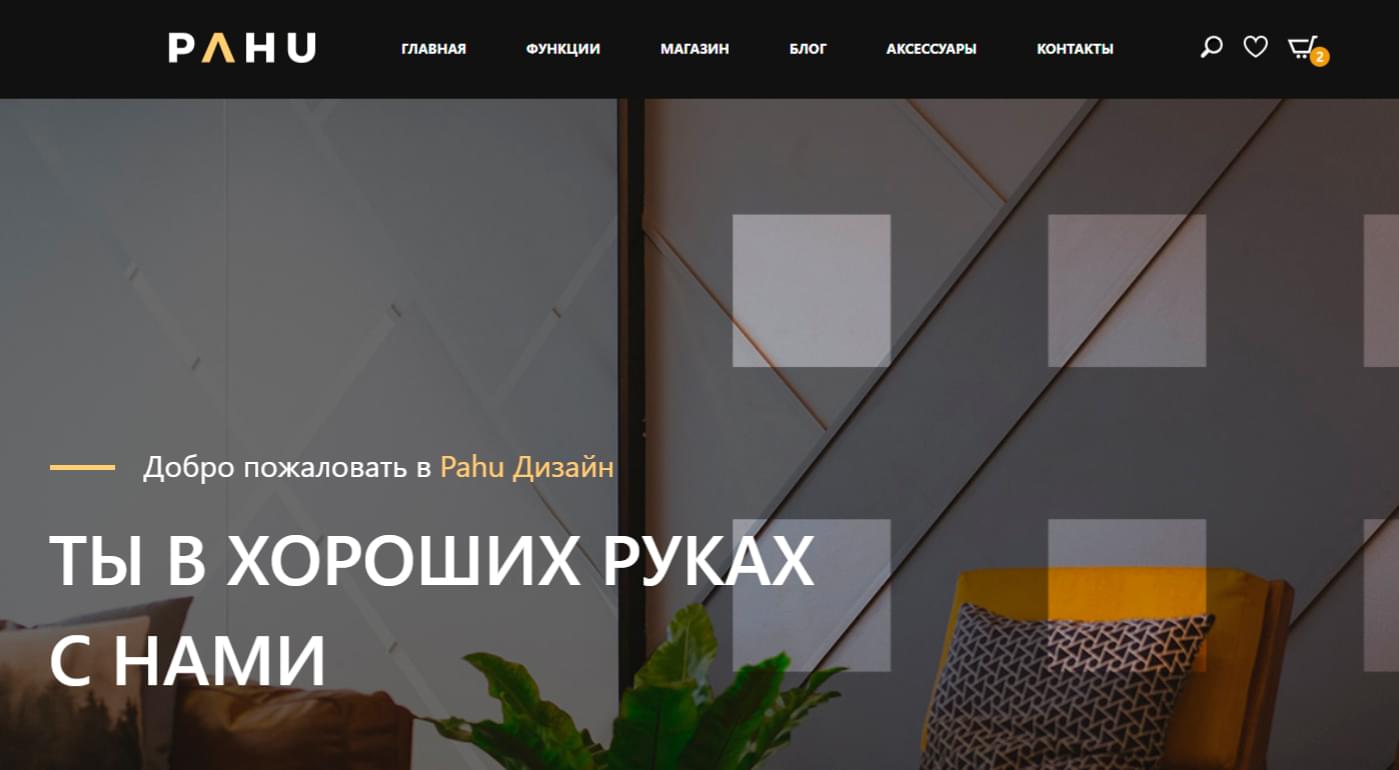 PAHU
ГЛАВНАЯ ФУНКЦИИ МАГАЗИН БЛОГ АКСЕССУАРЫ КОНТАКТЫ
2
Добро пожаловать в Pahu Дизайн
ТЫ В ХОРОШИХ РУКАХ
С НАМИ